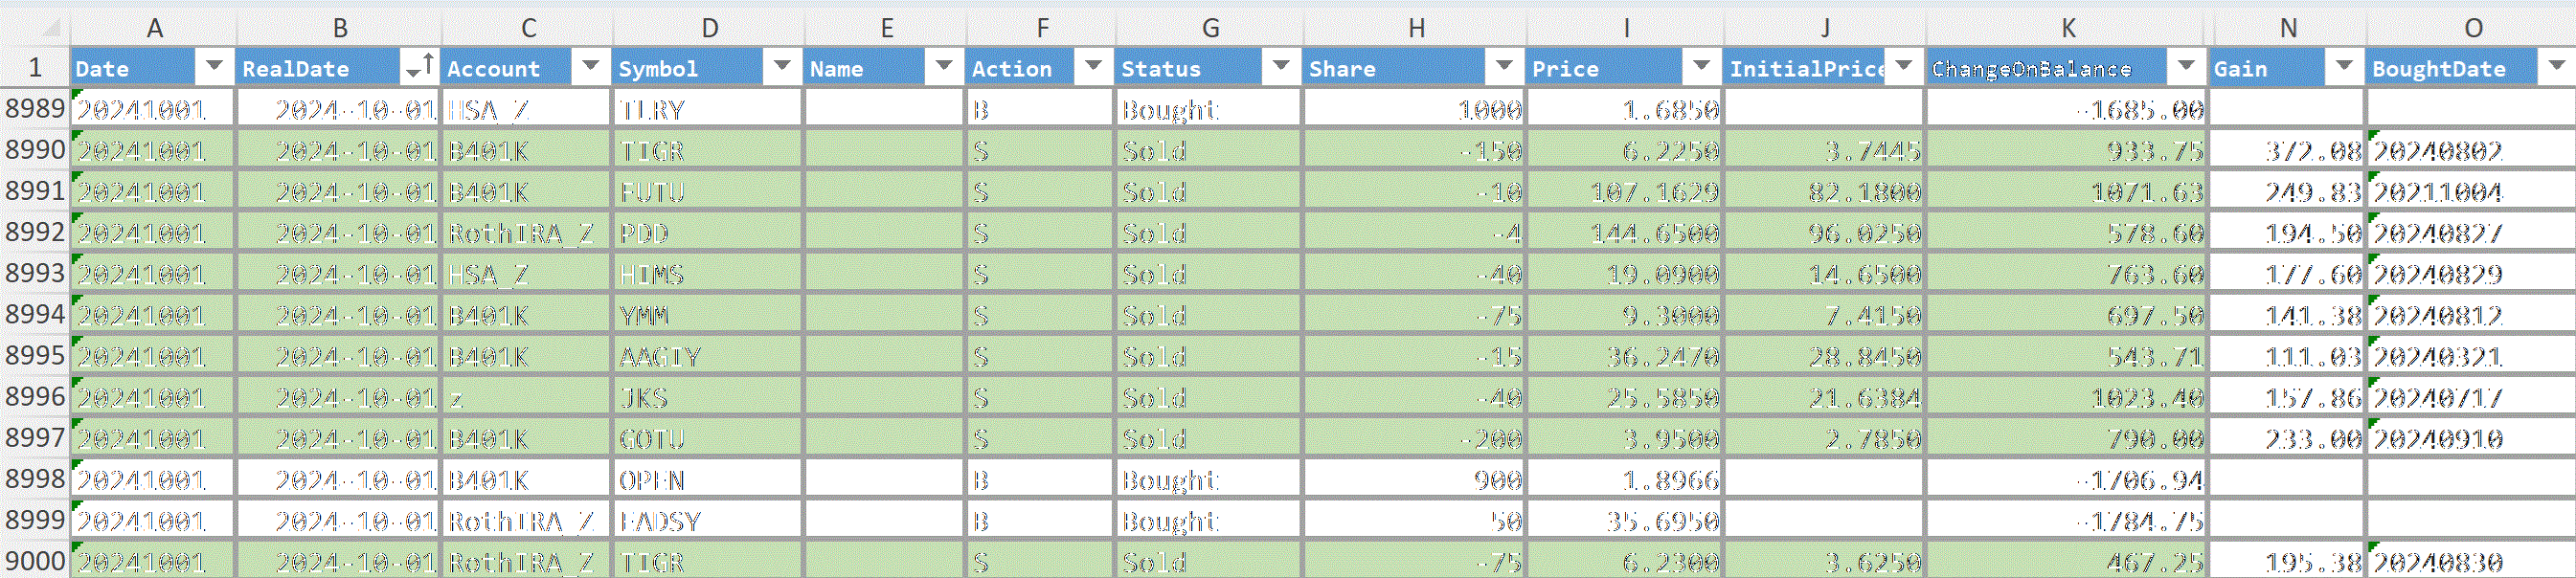 A B C D E F G H I J K N O
1 Date RealDate Account Symbol Name Action Status Share Price InitialPrice ChangeOnBalance Gain BoughtDate
8989 20241001 2024-10-01 HSA_Z TLRY B Bought 1000 1.6850 -1685.00
8990 20241001 2024-10-01 B401K TIGR S Sold -150 6.2250 3.7445 933.75 372.08 20240802
8991 20241001 2024-10-01 B401K FUTU S Sold -10 107.1629 82.1800 1071.63 249.83 20211004
8992 20241001 2024-10-01 RothIRA_Z PDD S Sold -4 144.6500 96.0250 578.60 194.50 20240827
8993 20241001 2024-10-01 HSA_Z HIMS S Sold -40 19.0900 14.6500 763.60 177.60 20240829
8994 20241001 2024-10-01 B401K YMM S Sold -75 9.3000 7.4150 697.50 141.38 20240812
8995 20241001 2024-10-01 B401K AAGIY S Sold -15 36.2470 28.8450 543.71 111.03 20240321
8996 20241001 2024-10-01 z JKS S Sold -40 25.5850 21.6384 1023.40 157.86 20240717
8997 20241001 2024-10-01 B401K GOTU S Sold -200 3.9500 2.7850 790.00 233.00 20240910
8998 20241001 2024-10-01 B401K OPEN B Bought 900 1.8966 -1706.94
8999 20241001 2024-10-01 RothIRA_Z EADSY B Bought 50 35.6950 -1784.75
9000 20241001 2024-10-01 RothIRA_Z TIGR S Sold -75 6.2300 3.6250 467.25 195.38 20240830